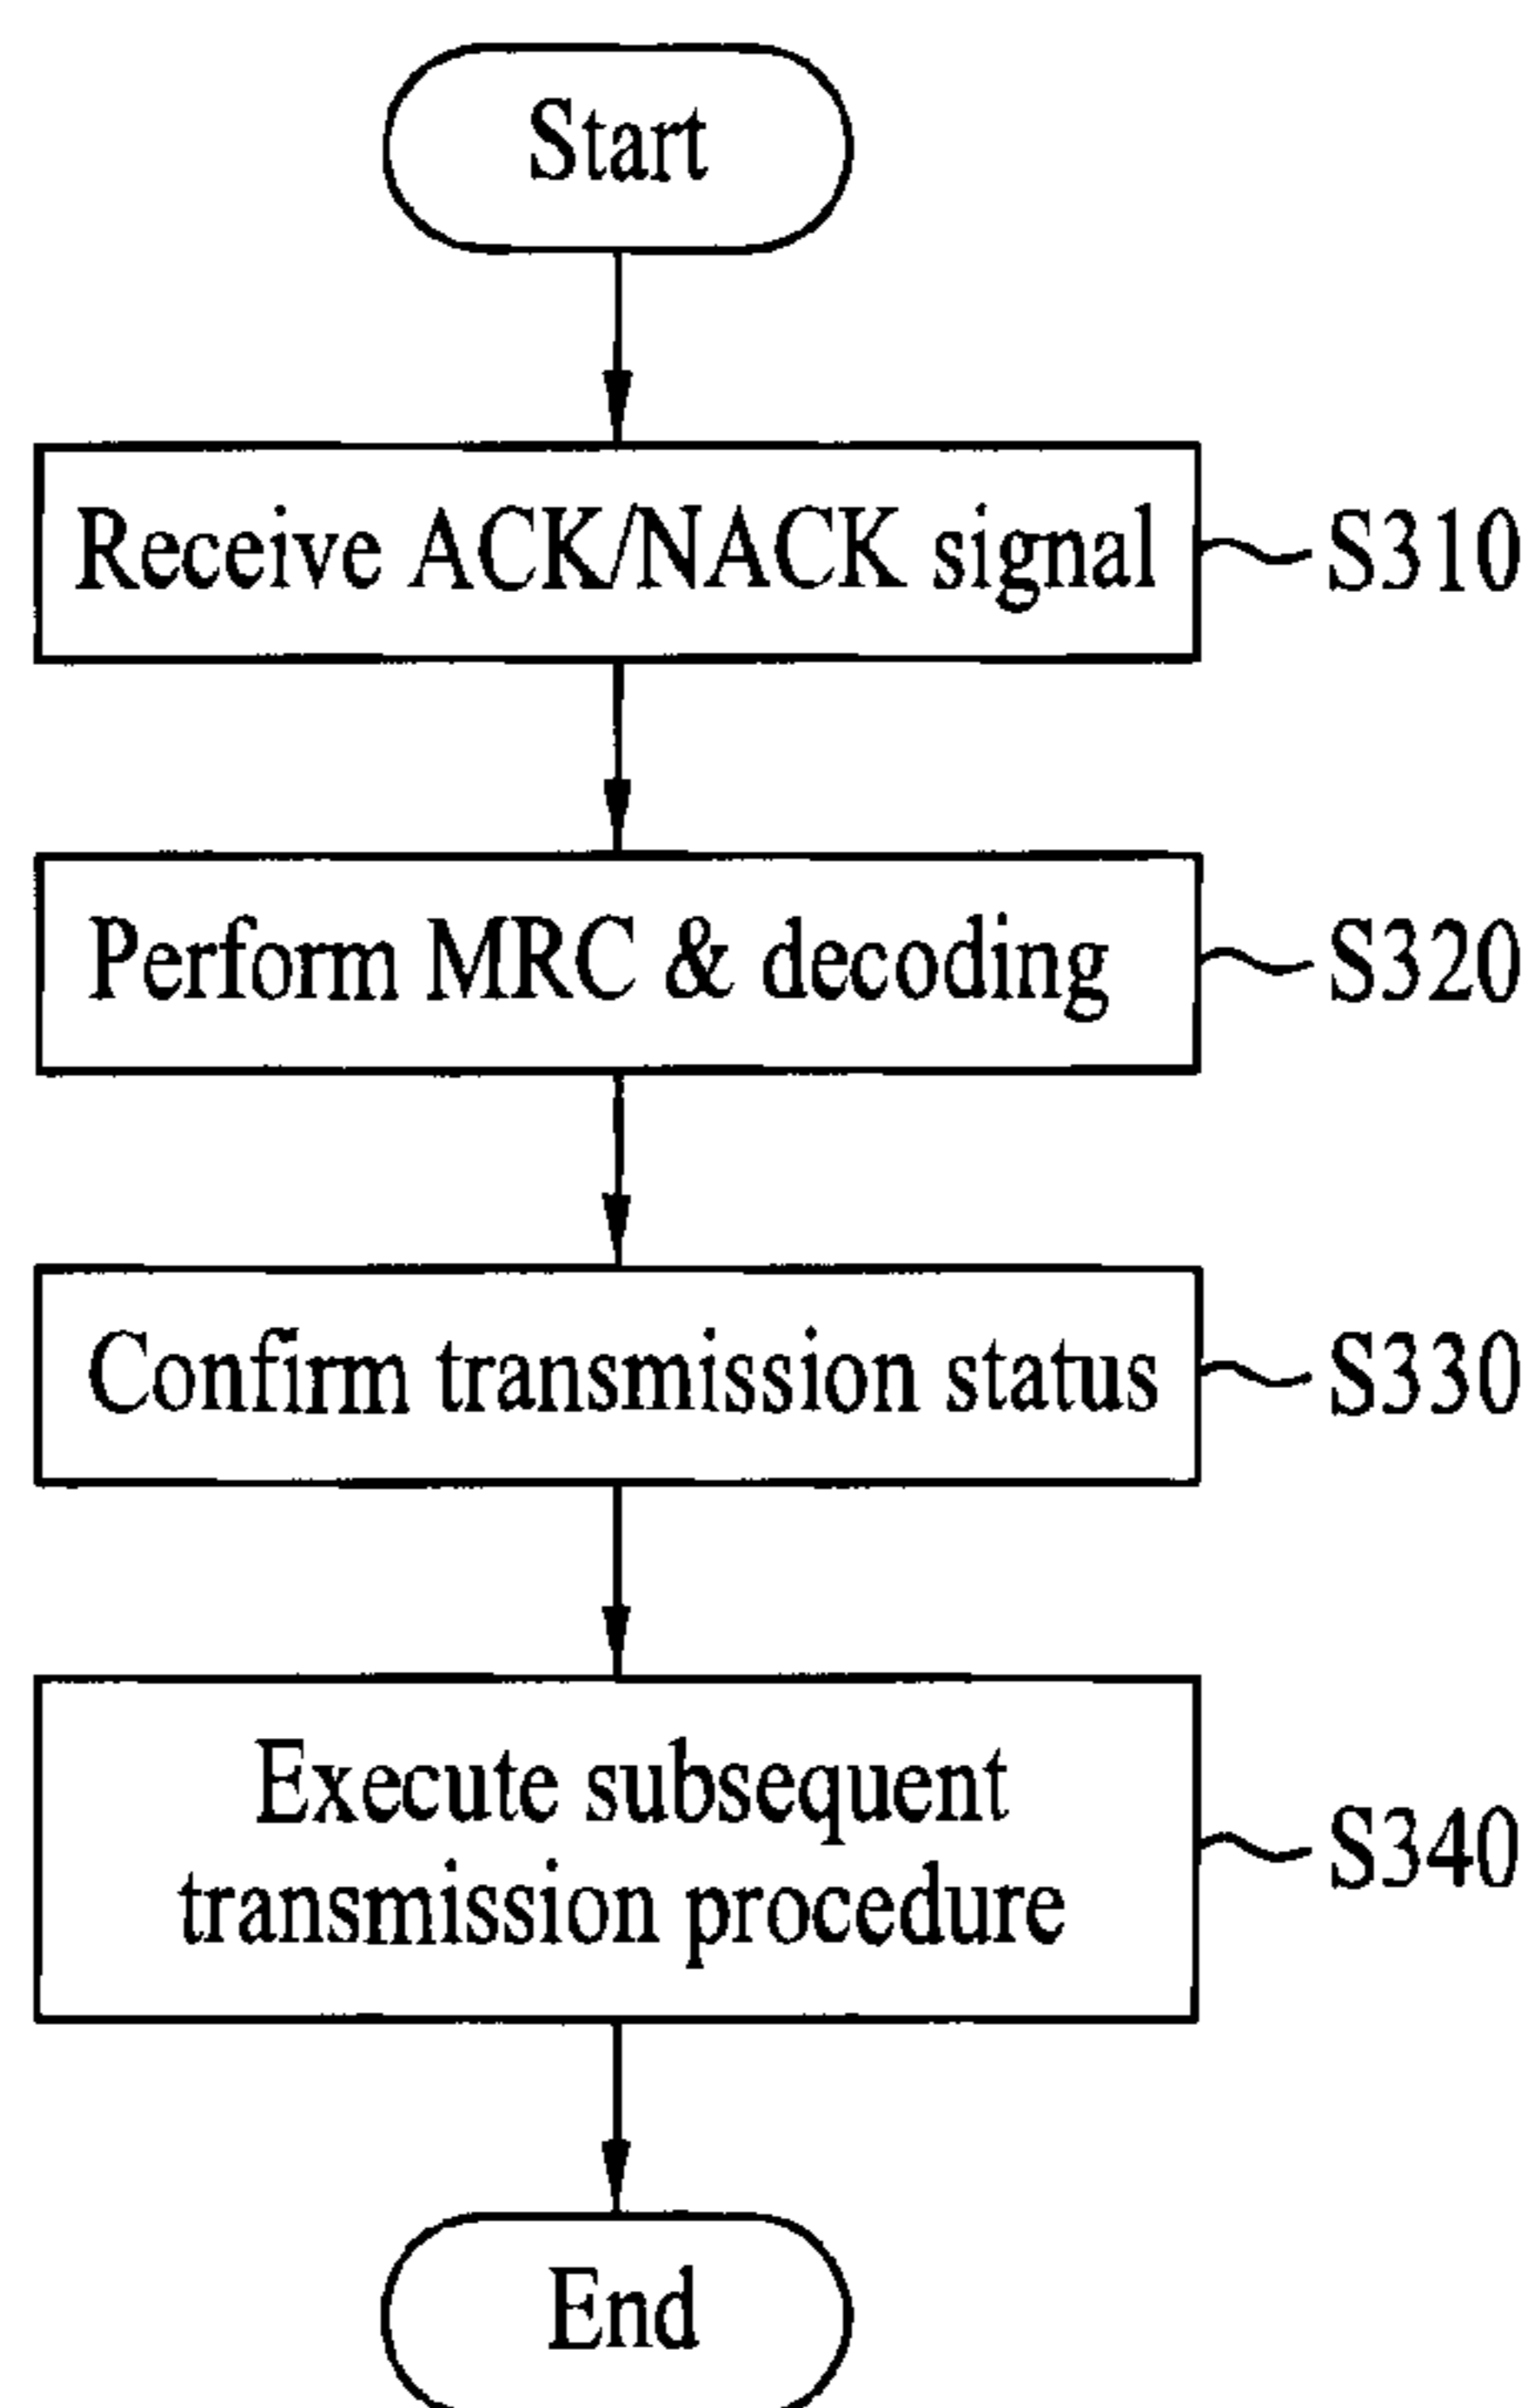 Start
Receive ACK/NACK signal
S310
Perform MRC & decoding
S320
Confirm transmission status
S330
Execute subsequent
transmission procedure
S340
End